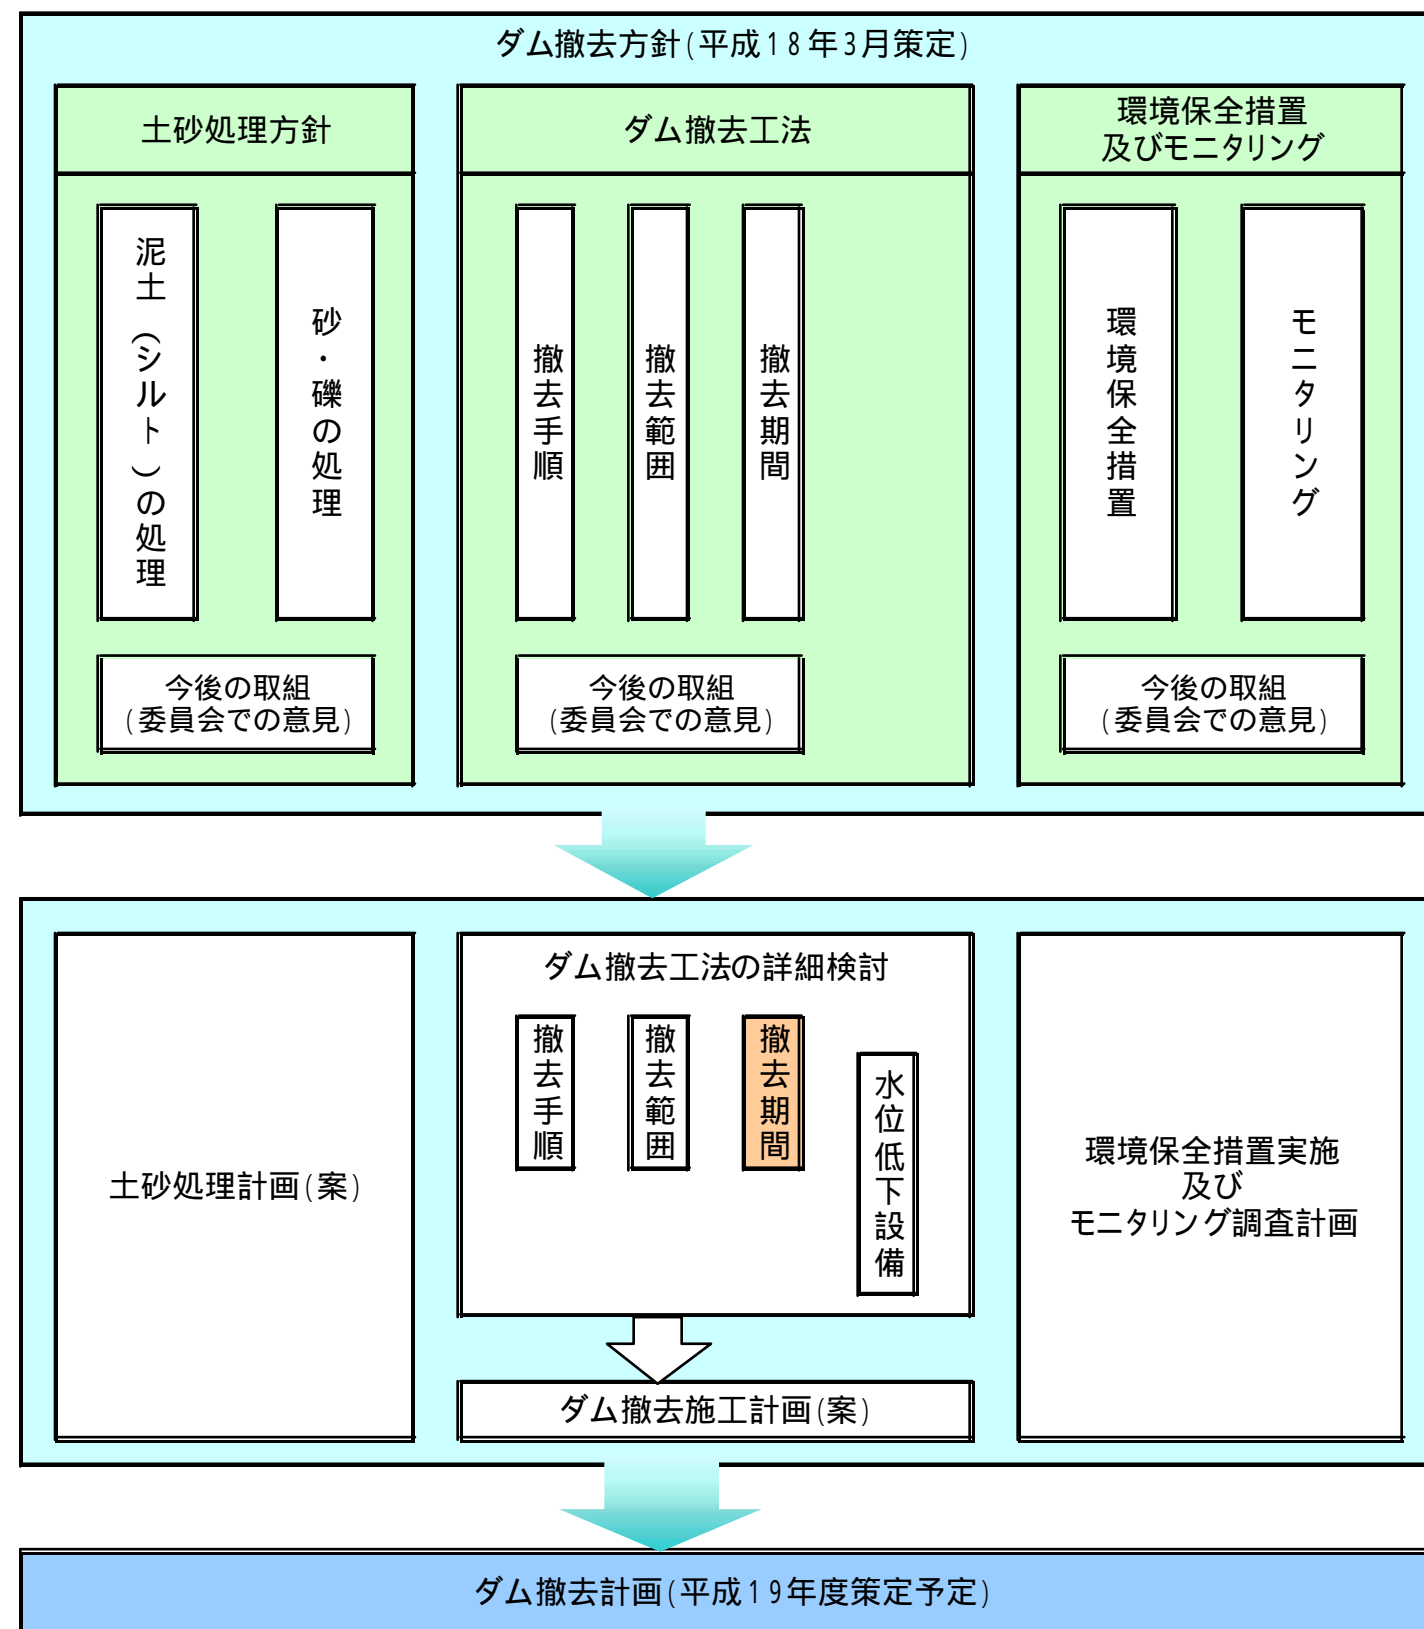 ダム撤去方針(平成18年3月策定)
土砂処理方針
泥土(シルト)の処理
砂・礫の処理
今後の取組
(委員会での意見)
ダム撤去工法
撤去手順
撤去範囲
撤去期間
今後の取組
(委員会での意見)
環境保全措置
及びモニタリング
環境保全措置
モニタリング
今後の取組
(委員会での意見)
土砂処理計画(案)
ダム撤去工法の詳細検討
撤去手順
撤去範囲
撤去期間
水位低下設備
ダム撤去施工計画(案)
環境保全措置実施
及び
モニタリング調査計画
ダム撤去計画(平成19年度策定予定)